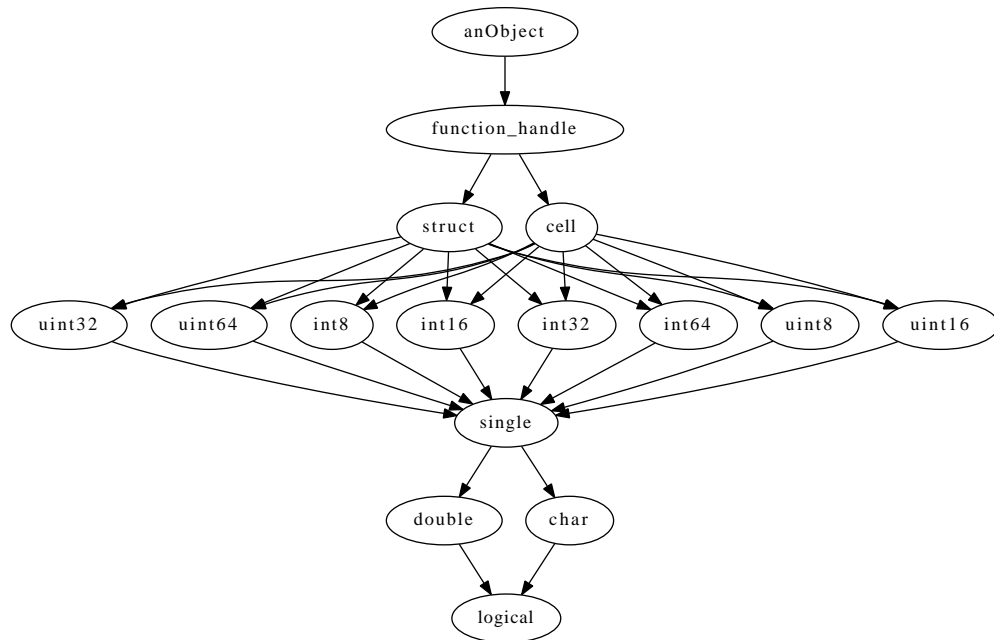 anObject
function_handle
struct cell
uint32 uint64 int8 int16 int32 int64 uint8 uint16
single
double char
logical